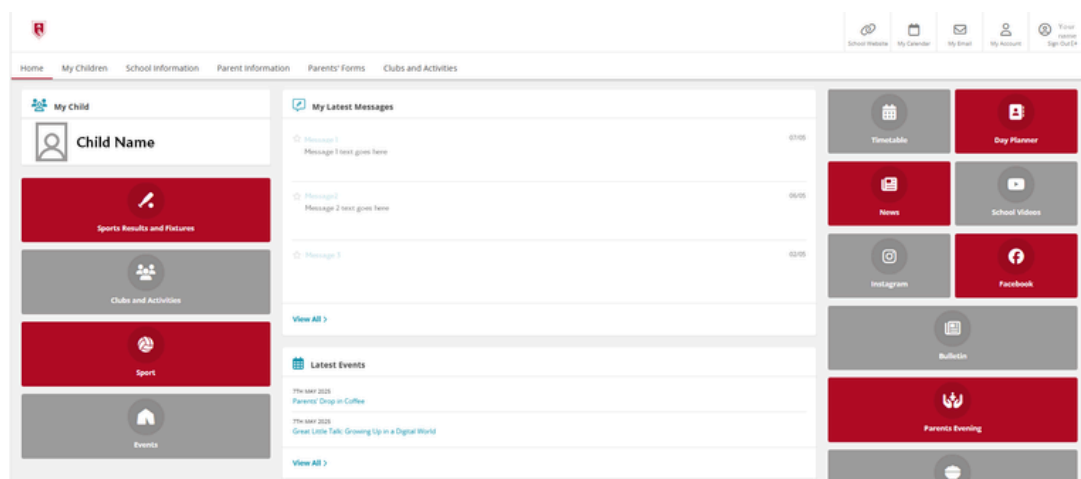 School Website My Calendar My Email My Account Your name Sign Out
Home My Children School Information Parent Information Parents' Forms Clubs and Activities
My Child
Child Name
Sports Results and Fixtures
Clubs and Activities
Sport
Events
My Latest Messages
Message 1 07/05
Message 1 text goes here
Message2 06/05
Message 2 text goes here
Message 3 02/05
View All >
Latest Events
7TH MAY 2025
Parents' Drop in Coffee
7TH MAY 2025
Great Little Talk: Growing Up in a Digital World
View All >
Timetable
Day Planner
News
School Videos
Instagram
Facebook
Bulletin
Parents Evening